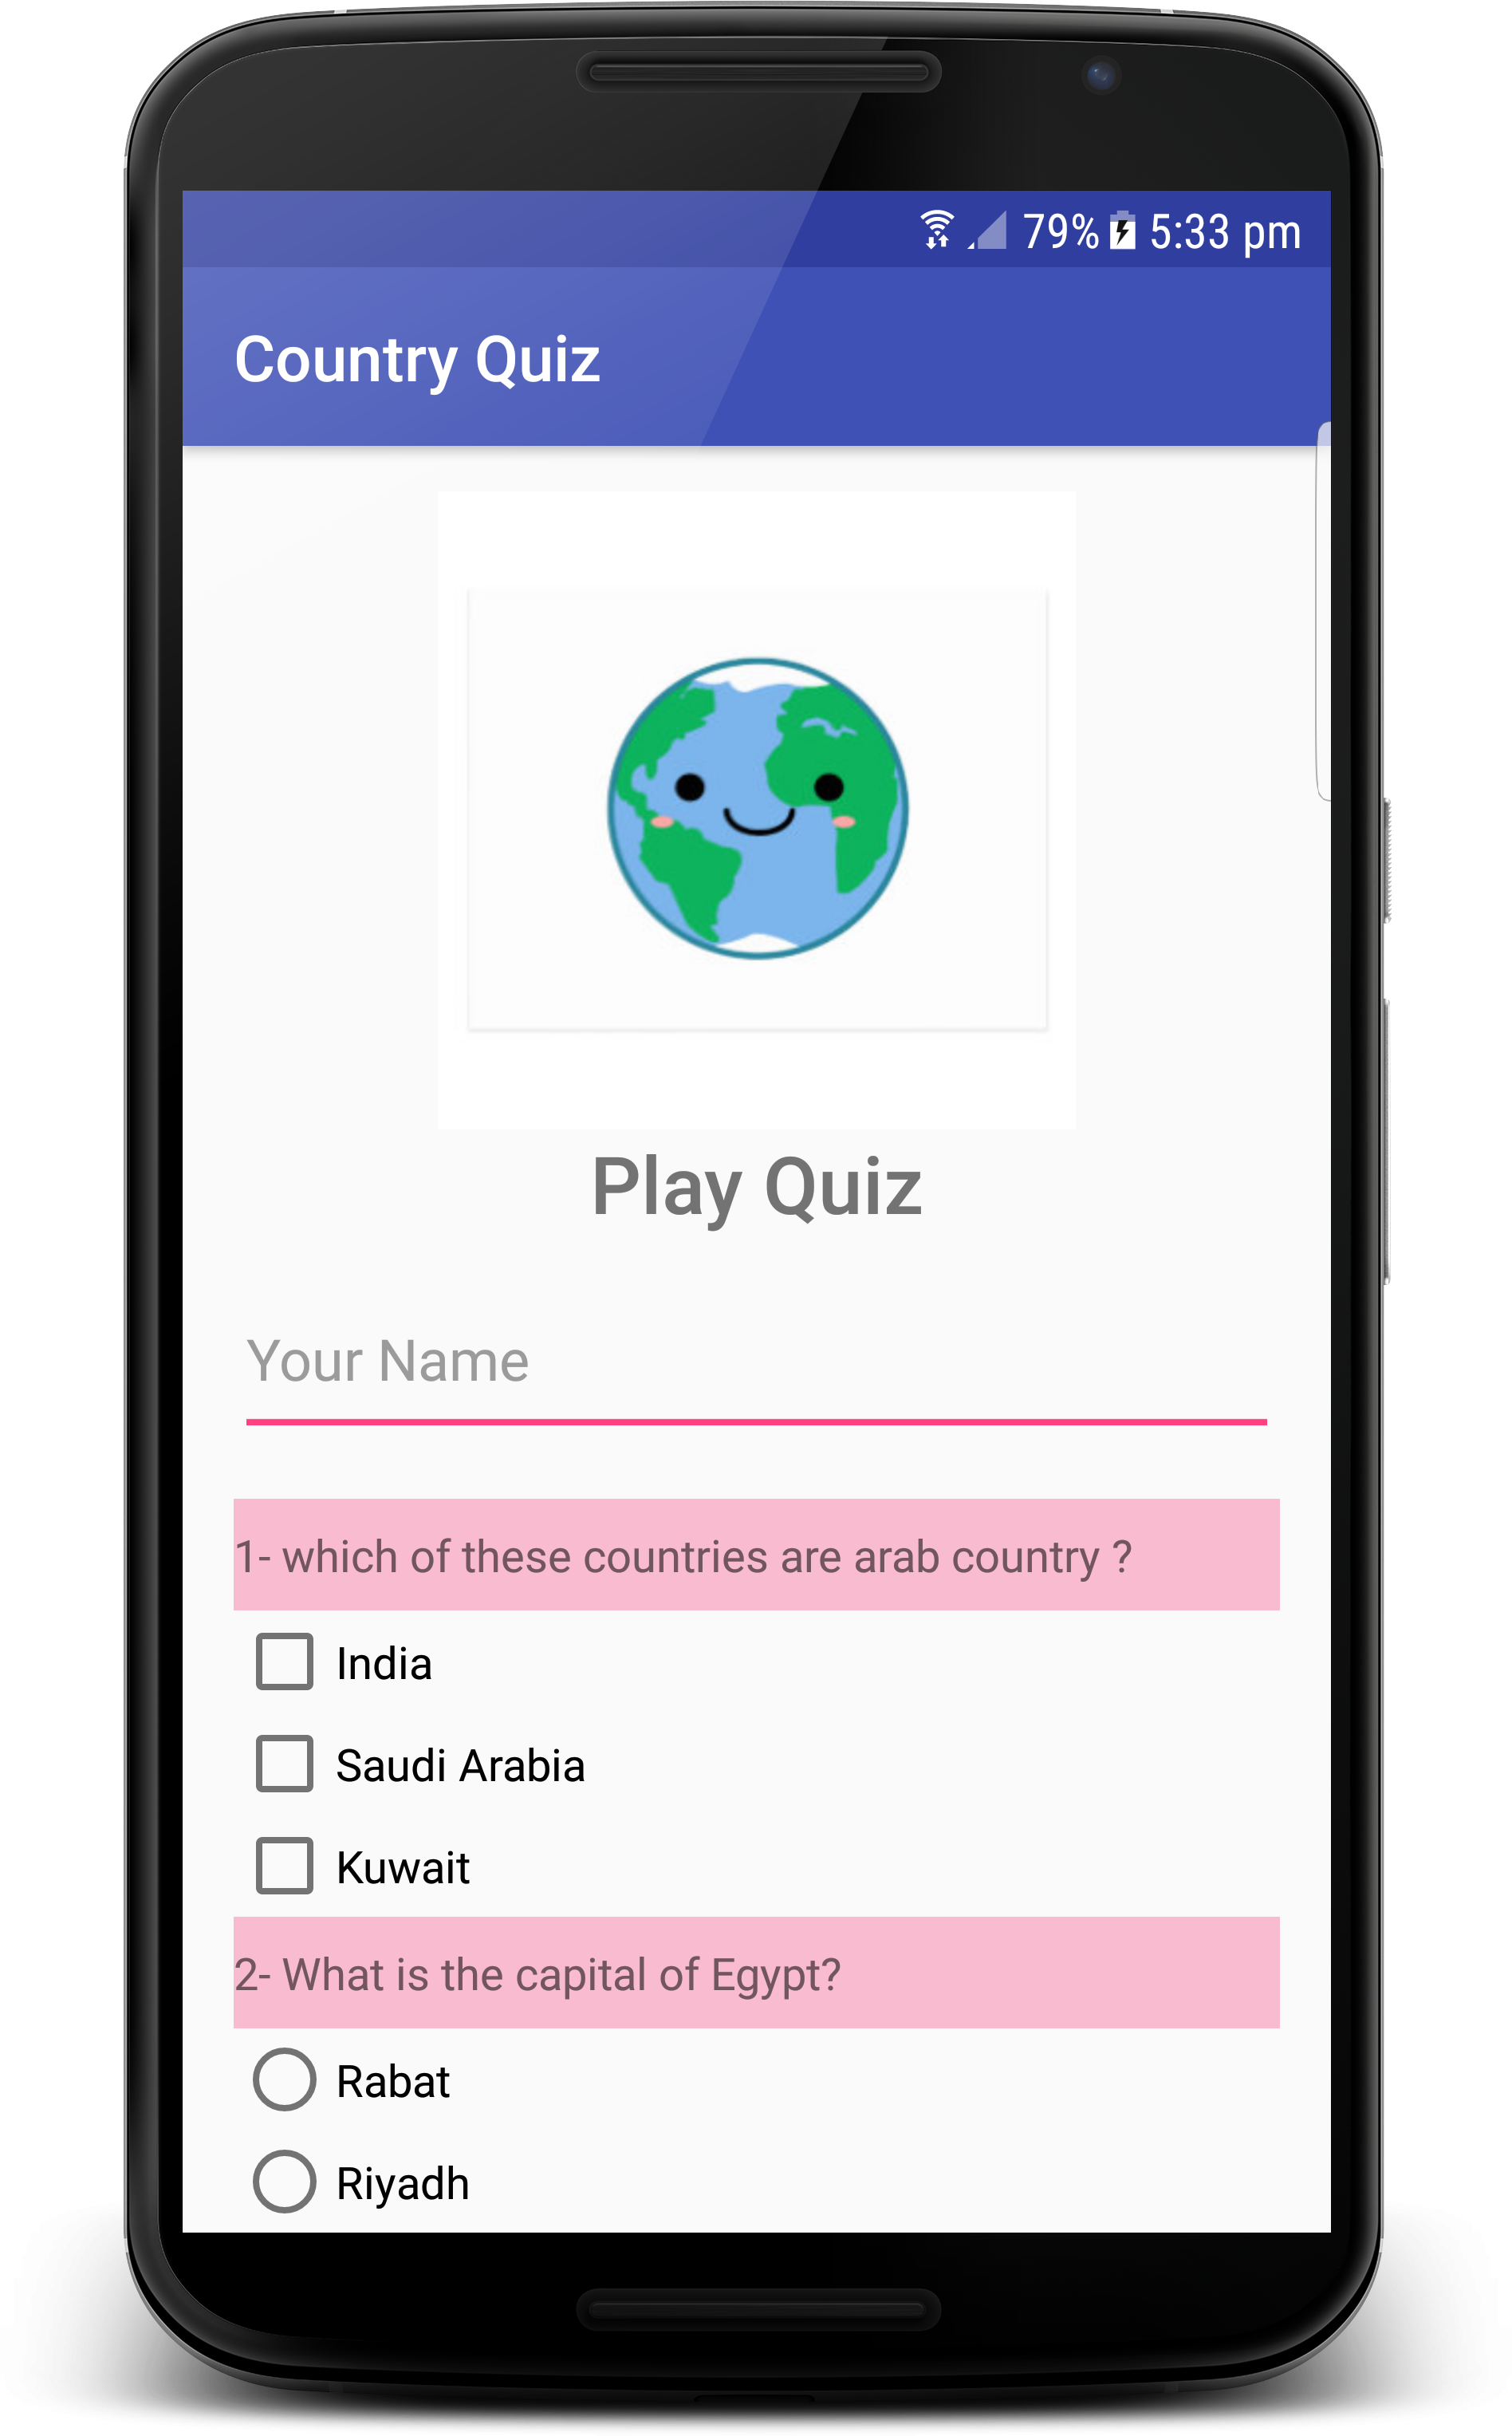 79% 5:33 pm
Country Quiz
Play Quiz
Your Name
1- which of these countries are arab country ?
India
Saudi Arabia
Kuwait
2- What is the capital of Egypt?
Rabat
Riyadh